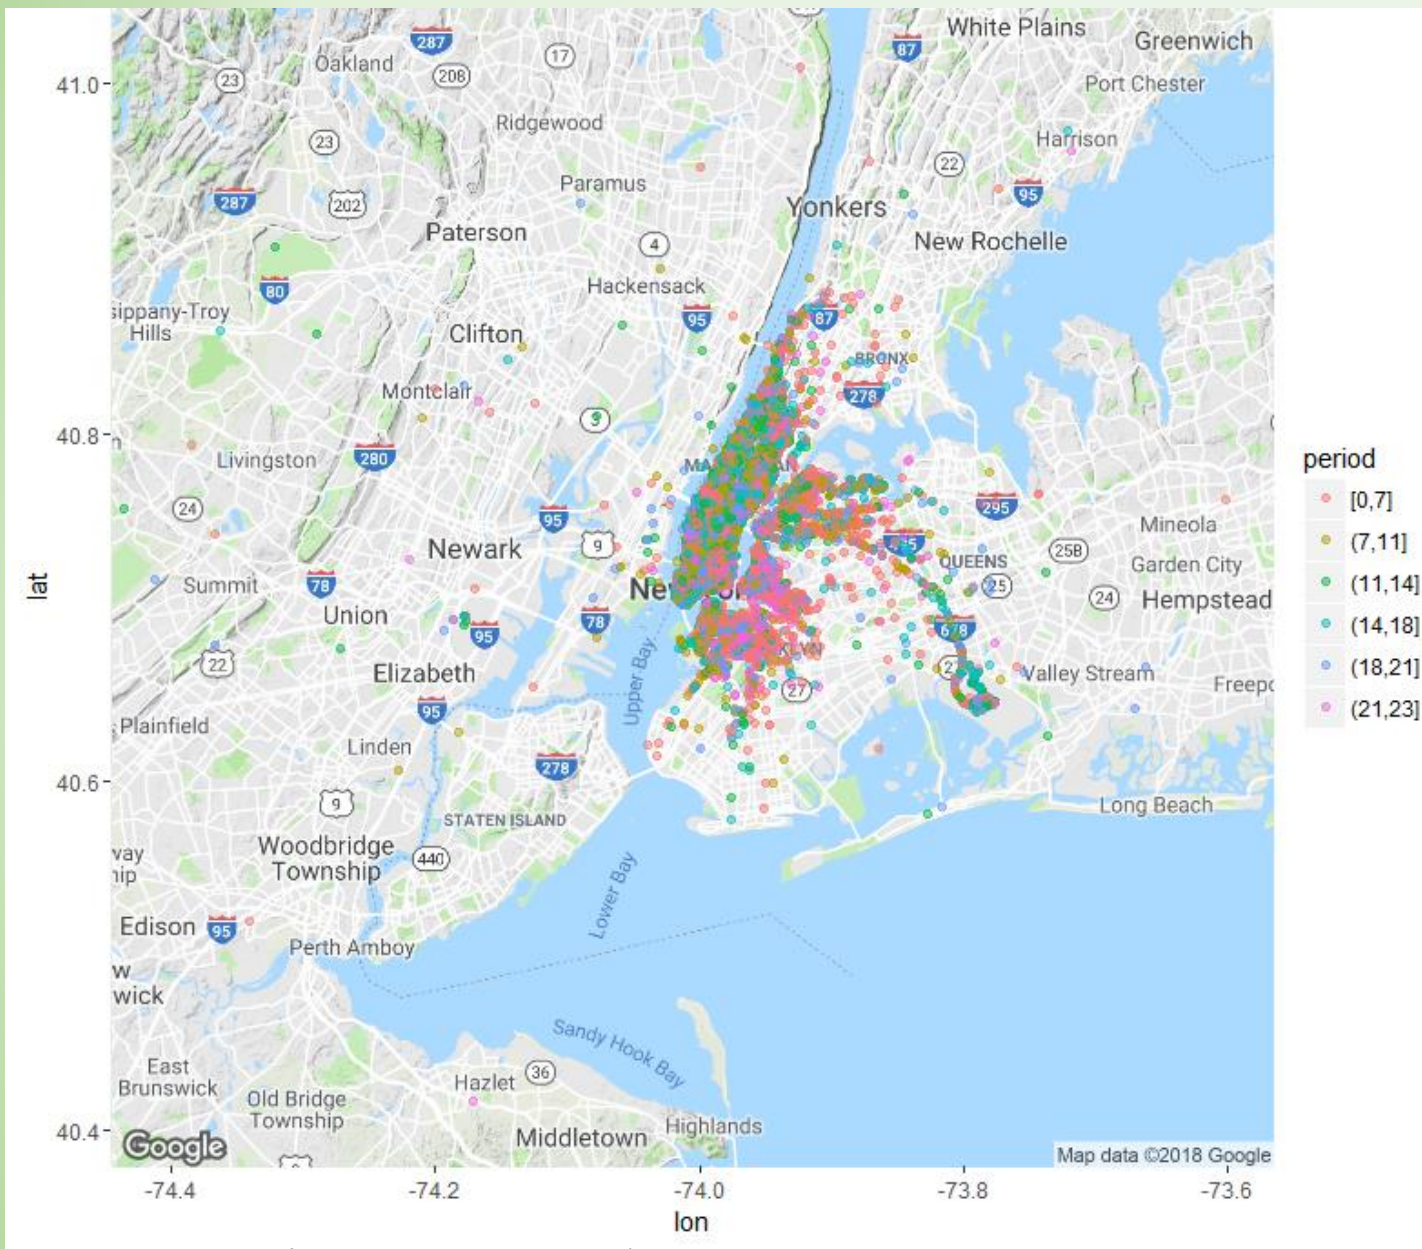 287
17
87
White Plains
Greenwich
41.0
23
Oakland
208
Port Chester
Ridgewood
23
Harrison
22
Paramus
287
202
95
Yonkers
Paterson
4
New Rochelle
Hackensack
80
95
87
sippany-Troy
Hills
Clifton
BRONX
Montclair
278
40.8
Livingston
280
period
24
95
295
[0,7]
Mineola
Newark
9
(7,11]
25B
QUEENS
Garden City
78
Summit
25
24
(11,14]
Hempstead
Union
78
678
(14,18]
95
22
KLYN
Elizabeth
Valley Stream
(18,21]
27
Freepo
95
Upper Bay
(21,23]
Plainfield
Linden
278
40.6
9
Long Beach
STATEN ISLAND
Woodbridge
Township
440
way
hip
lat
Lower Bay
Edison
95
Perth Amboy
w
wick
Sandy Hook Bay
East
Brunswick
36
Hazlet
Old Bridge
Township
Highlands
40.4
Google
Middletown
Map data ©2018 Google
-74.4
-74.2
-74.0
-73.8
-73.6
lon